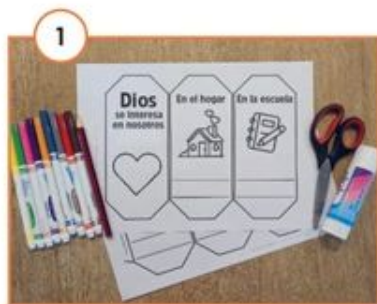 1
Dios
se interesa
en nosotros
En el hogar
En la escuela